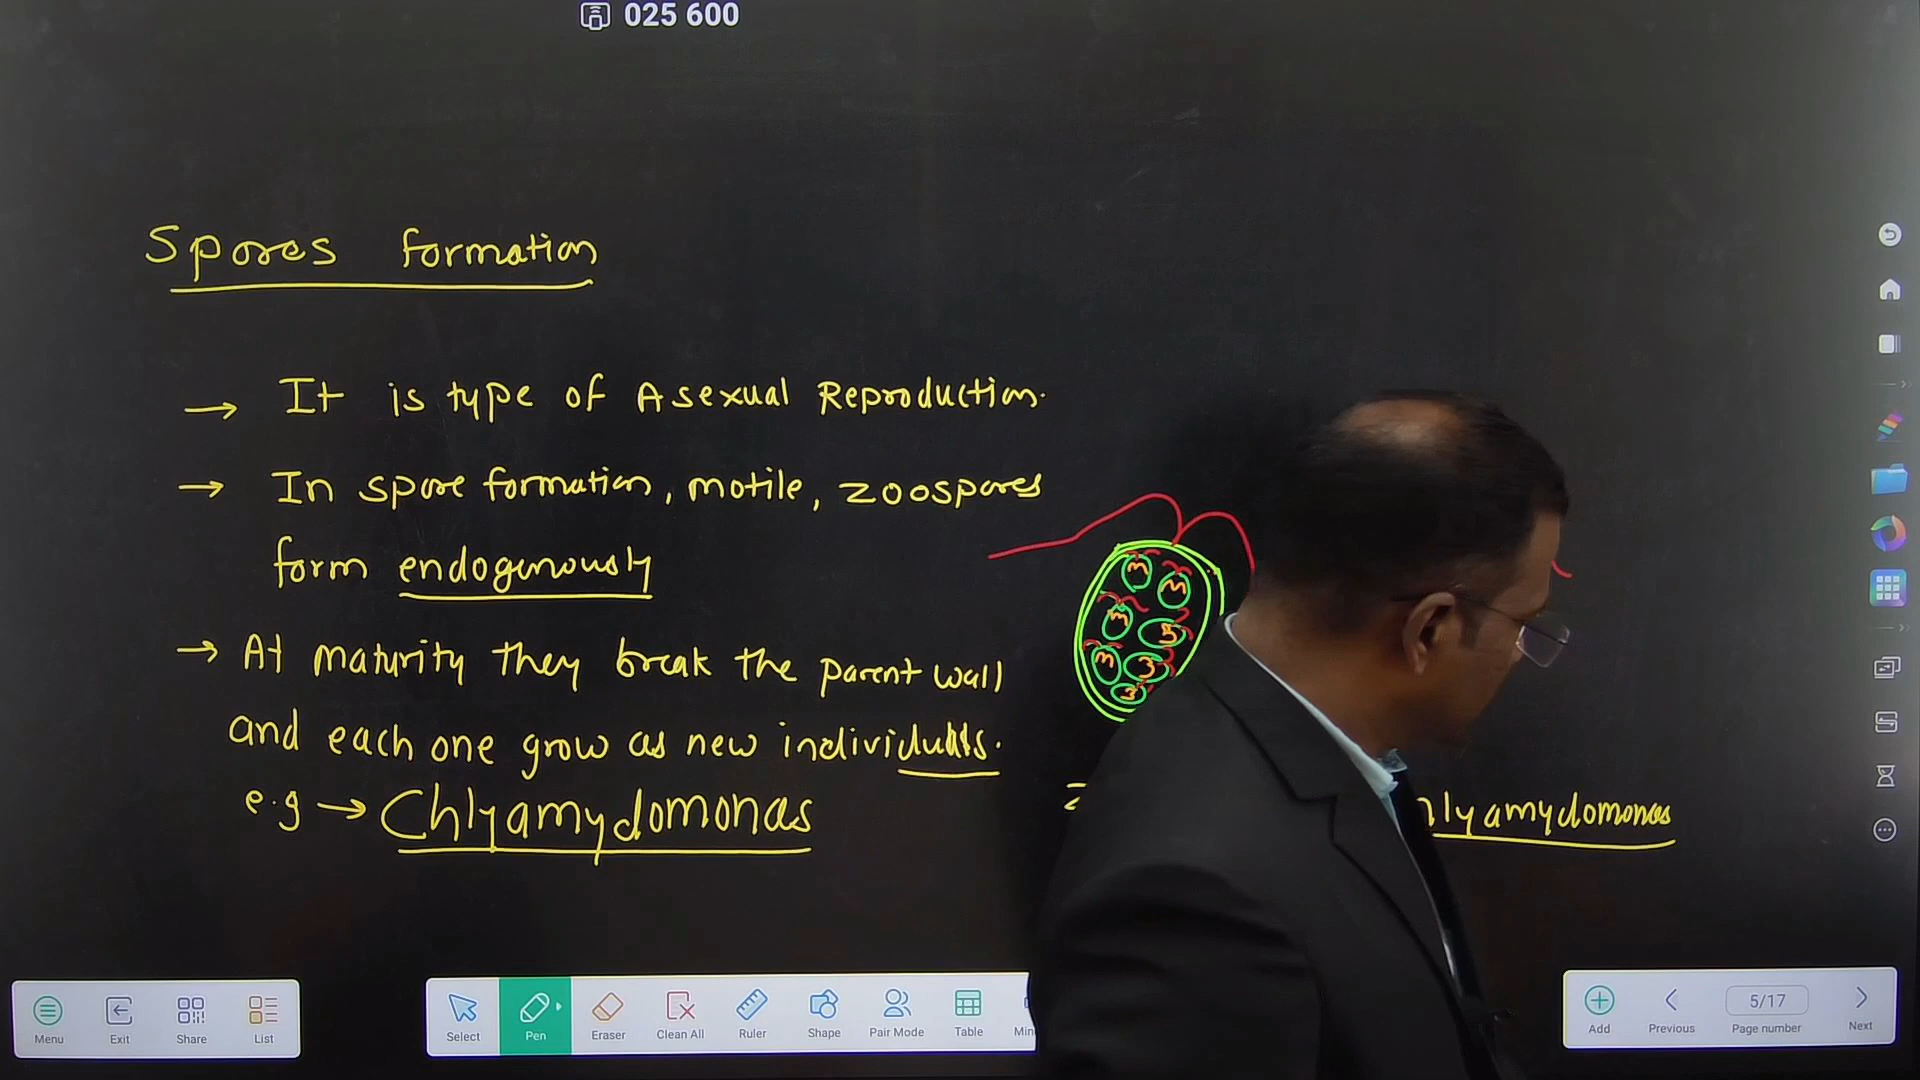 025 600
Spores formation
→ It is type of Asexual Reproduction.
→ In spore formation, motile, zoospores
form endogenously
→ At maturity they break the parent wall
and each one grow as new individuals.
e.g → Chlyamydomonas
hlyamydomonas
Menu Exit Share List
Select Pen Eraser Clean All Ruler Shape Pair Mode Table Min
Add Previous 5/17 Page number Next